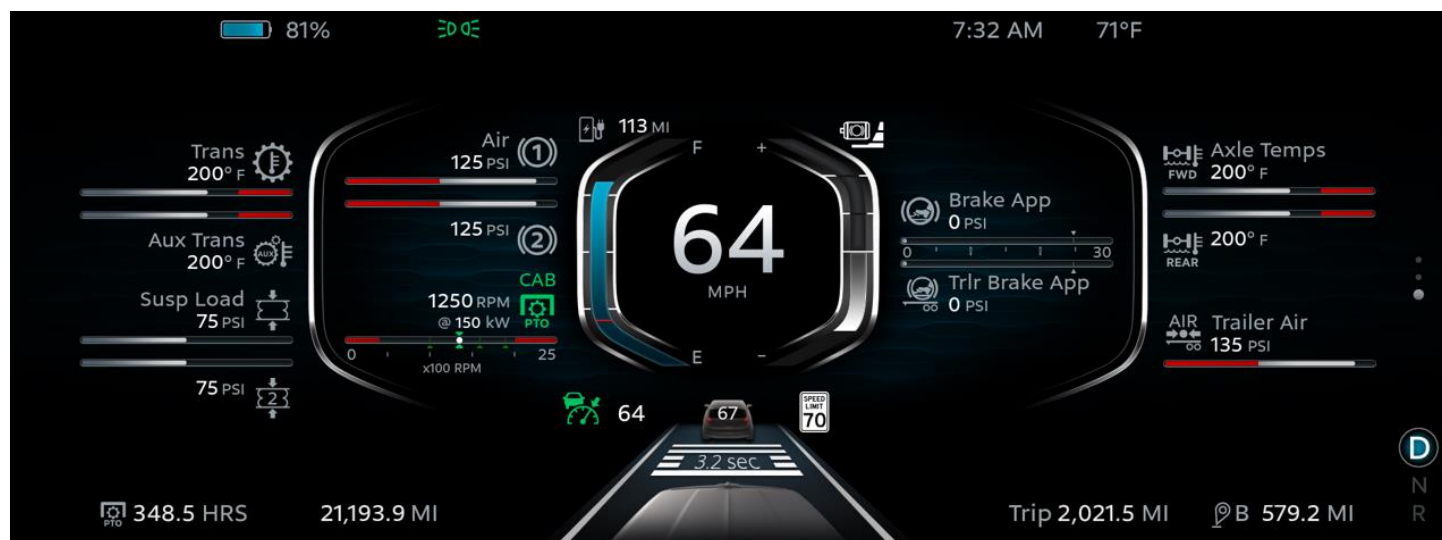 81%
7:32 AM 71°F
Trans
200° F
Aux Trans
AUX
200° F
Susp Load
75 PSI
75 PSI
2
Air
125 PSI
1
125 PSI
2
CAB
1250 RPM
@ 150 kW
PTO
0 25
x100 RPM
113 MI
F +
64
MPH
E −
Brake App
0 PSI
0 30
Trlr Brake App
0 PSI
Axle Temps
FWD 200° F
200° F
REAR
AIR Trailer Air
135 PSI
64
67
SPEED
LIMIT
70
3.2 sec
D
N
R
PTO 348.5 HRS
21,193.9 MI
Trip 2,021.5 MI
B 579.2 MI